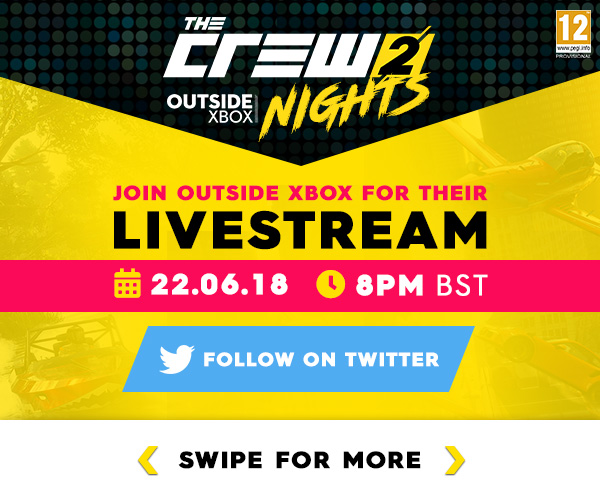 THE
CREW 2
OUTSIDE
XBOX
NIGHTS
12
www.pegi.info
PROVISIONAL
JOIN OUTSIDE XBOX FOR THEIR
LIVESTREAM
22.06.18 8PM BST
FOLLOW ON TWITTER
SWIPE FOR MORE